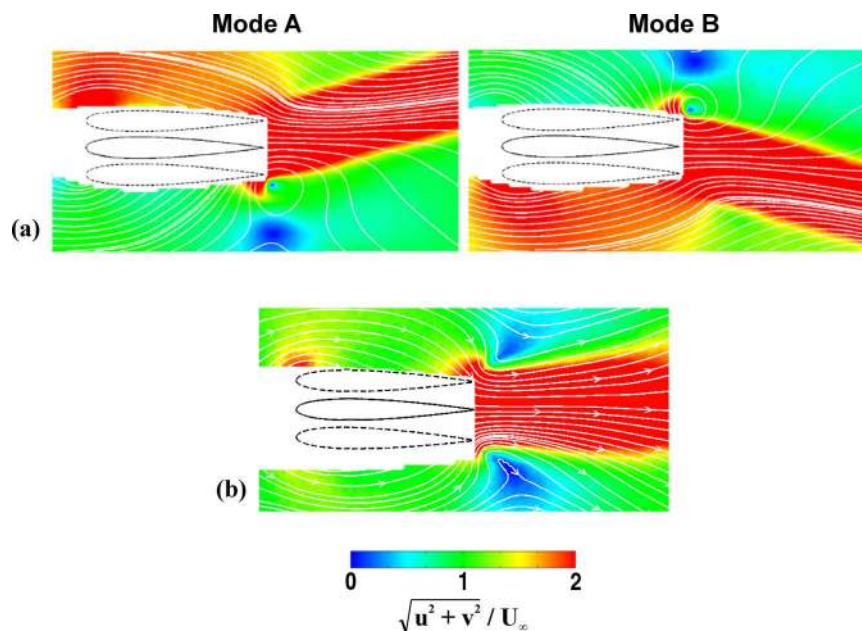 Mode A
Mode B
(a)
(b)
0 1 2
√u² + v² / U∞